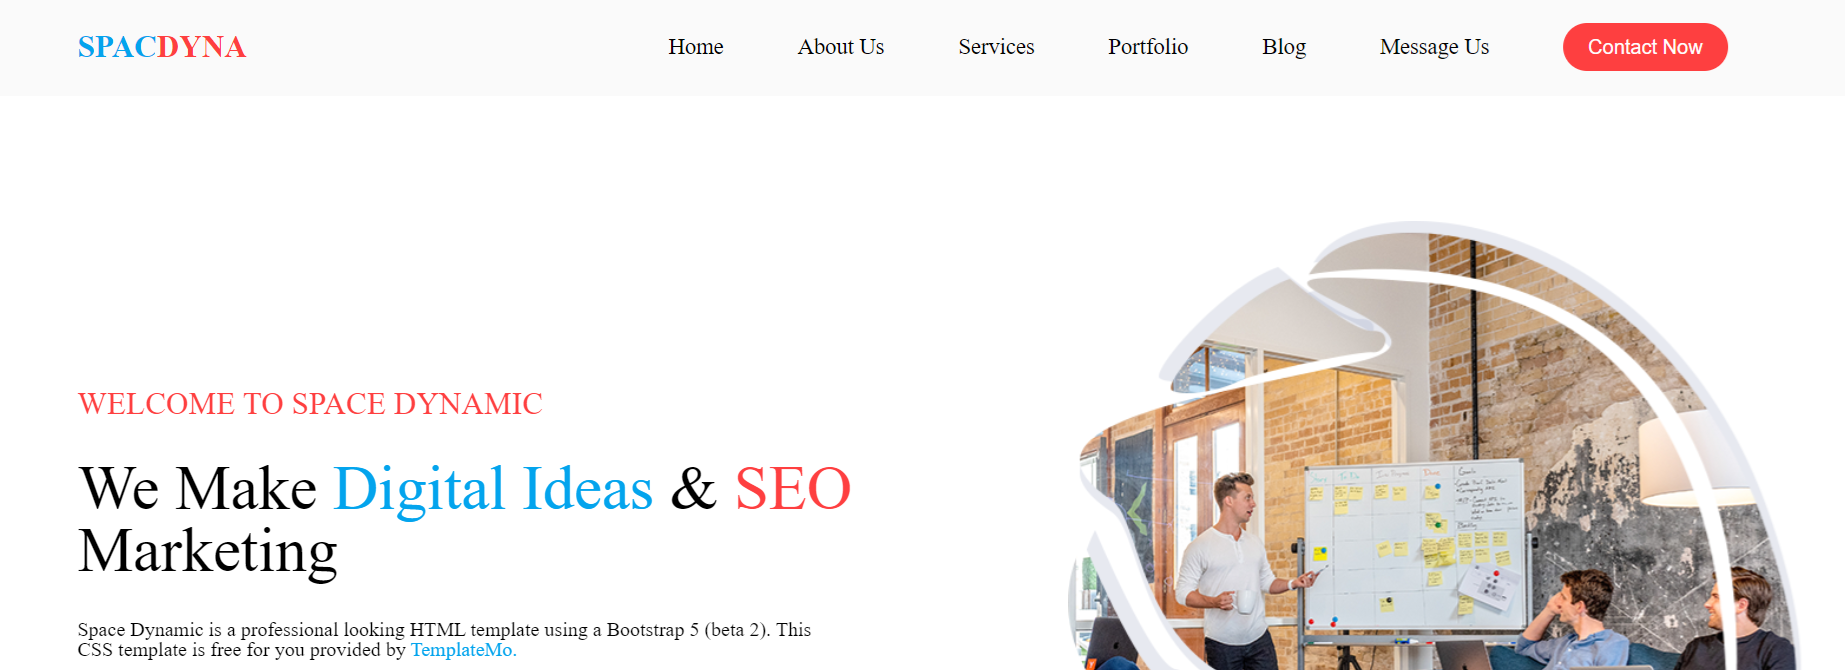 SPACDYNA
Home About Us Services Portfolio Blog Message Us Contact Now
WELCOME TO SPACE DYNAMIC
We Make Digital Ideas & SEO
Marketing
Space Dynamic is a professional looking HTML template using a Bootstrap 5 (beta 2). This
CSS template is free for you provided by TemplateMo.